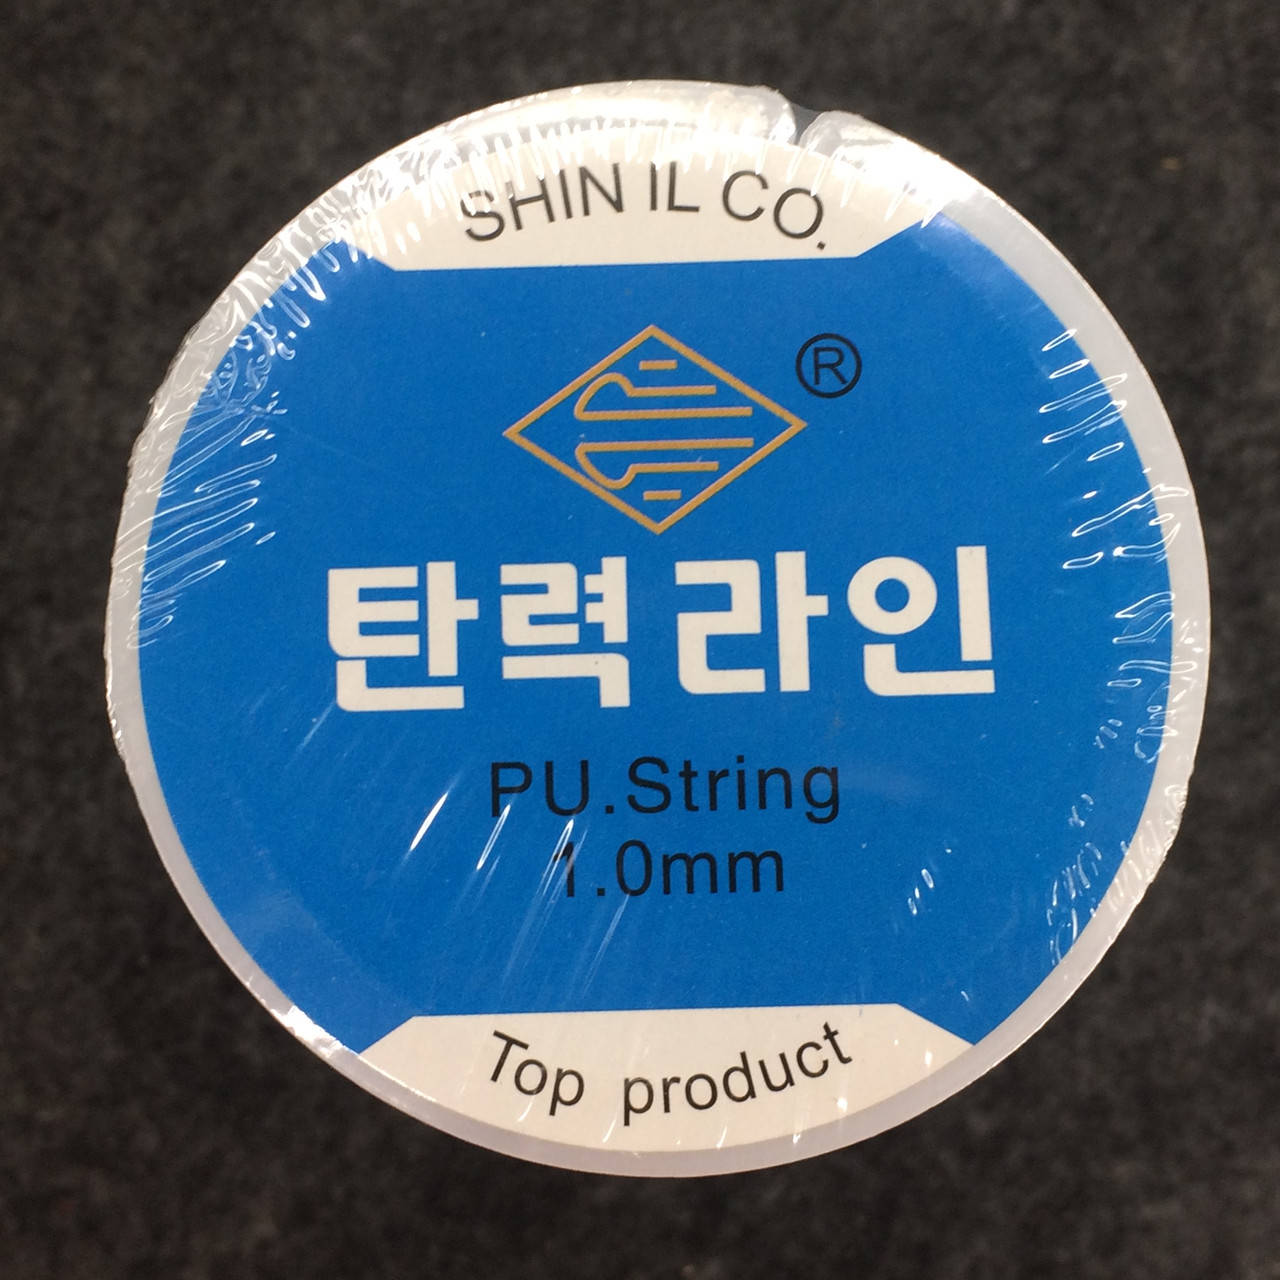 SHIN IL CO.
®
탄력라인
PU.String
1.0mm
Top product